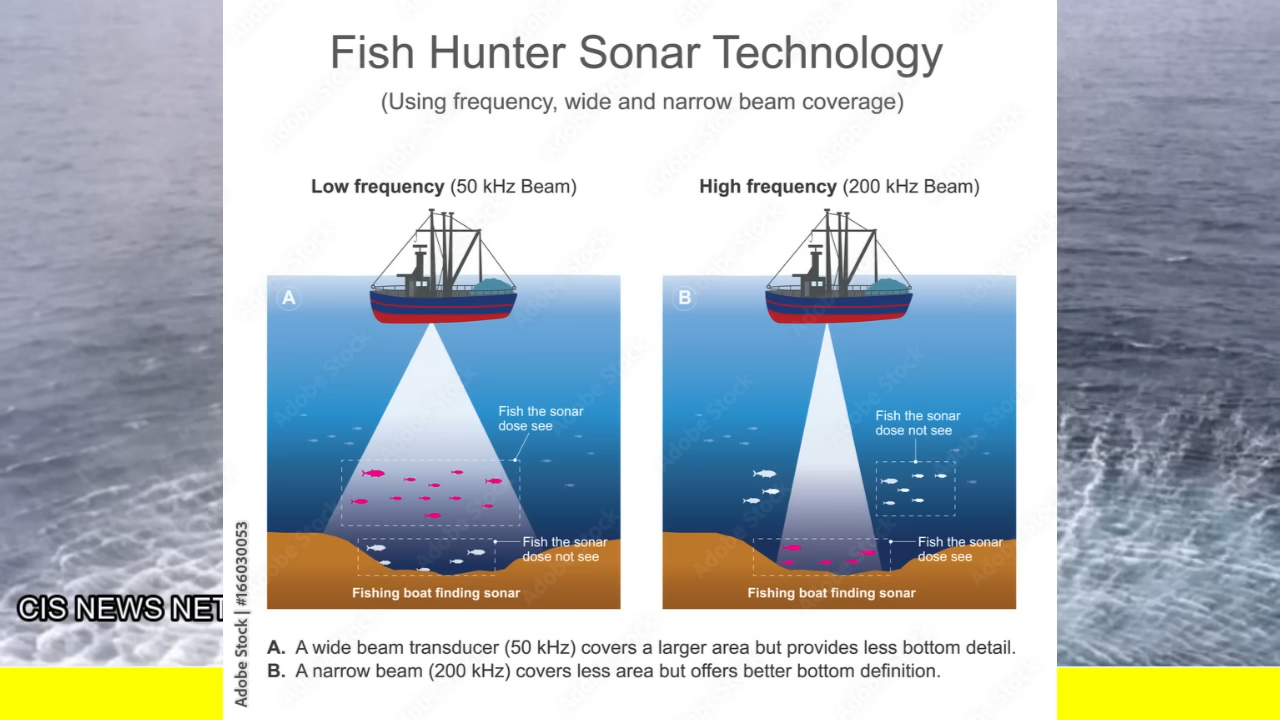 Fish Hunter Sonar Technology
(Using frequency, wide and narrow beam coverage)
Low frequency (50 kHz Beam)
High frequency (200 kHz Beam)
A
Fish the sonar
dose see
Fish the sonar
dose not see
Fishing boat finding sonar
B
Fish the sonar
dose not see
Fish the sonar
dose see
Fishing boat finding sonar
A. A wide beam transducer (50 kHz) covers a larger area but provides less bottom detail.
B. A narrow beam (200 kHz) covers less area but offers better bottom definition.
Adobe Stock | #166030053
CIS NEWS NET
Adobe Stock